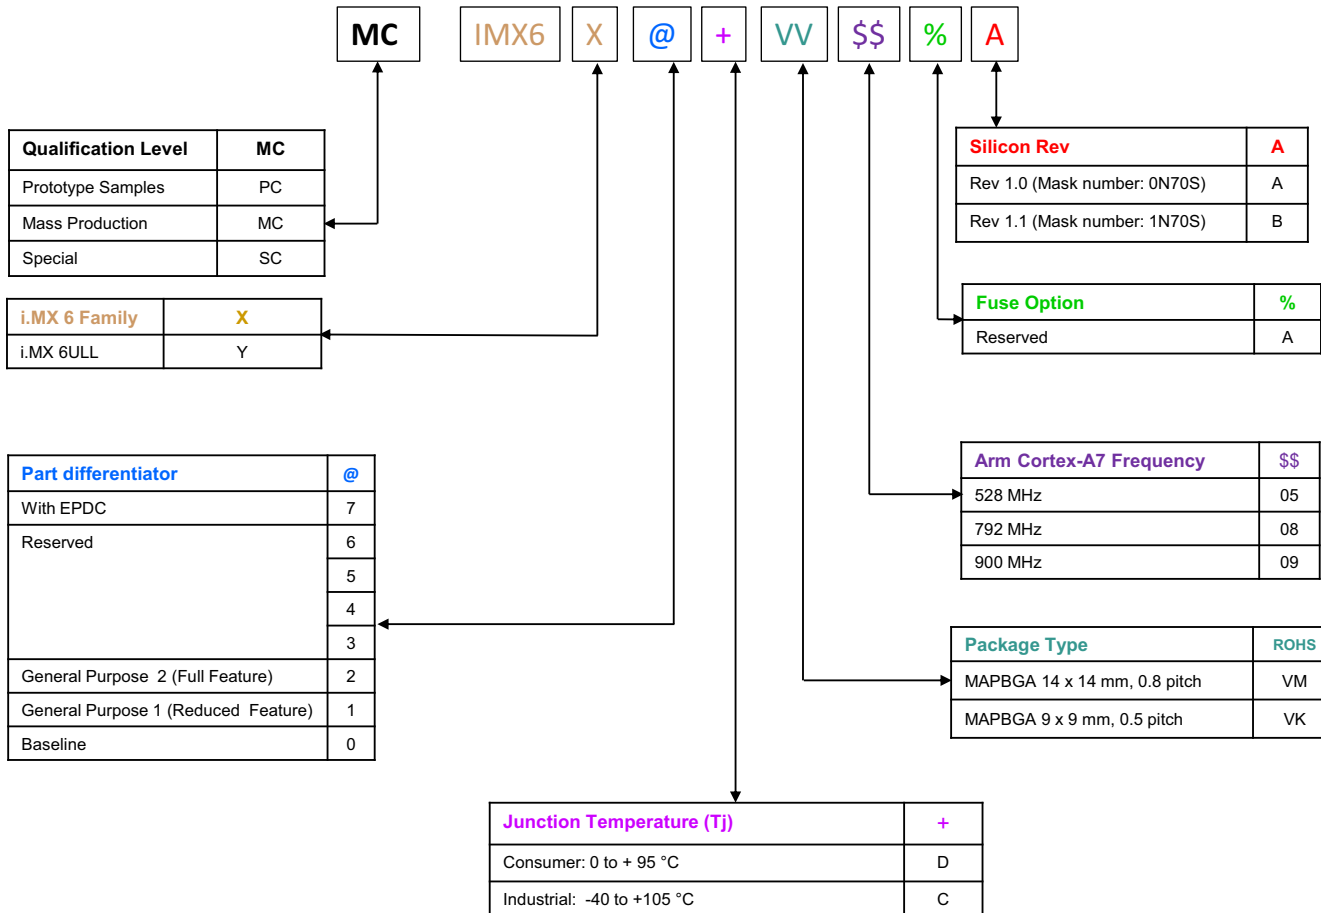 MC IMX6 X @ + VV $$ % A
Qualification Level MC
Prototype Samples PC
Mass Production MC
Special SC
Silicon Rev A
Rev 1.0 (Mask number: 0N70S) A
Rev 1.1 (Mask number: 1N70S) B
i.MX 6 Family X
i.MX 6ULL Y
Fuse Option %
Reserved A
Part differentiator @
With EPDC 7
Reserved 6
5
4
3
General Purpose 2 (Full Feature) 2
General Purpose 1 (Reduced Feature) 1
Baseline 0
Arm Cortex-A7 Frequency $$
528 MHz 05
792 MHz 08
900 MHz 09
Package Type ROHS
MAPBGA 14 x 14 mm, 0.8 pitch VM
MAPBGA 9 x 9 mm, 0.5 pitch VK
Junction Temperature (Tj) +
Consumer: 0 to + 95 °C D
Industrial: -40 to +105 °C C